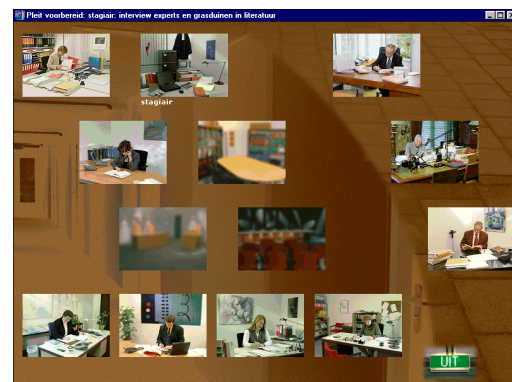 Pleit voorbereid: stagiair: interview experts en grasduinen in literatuur
stagiair
UIT